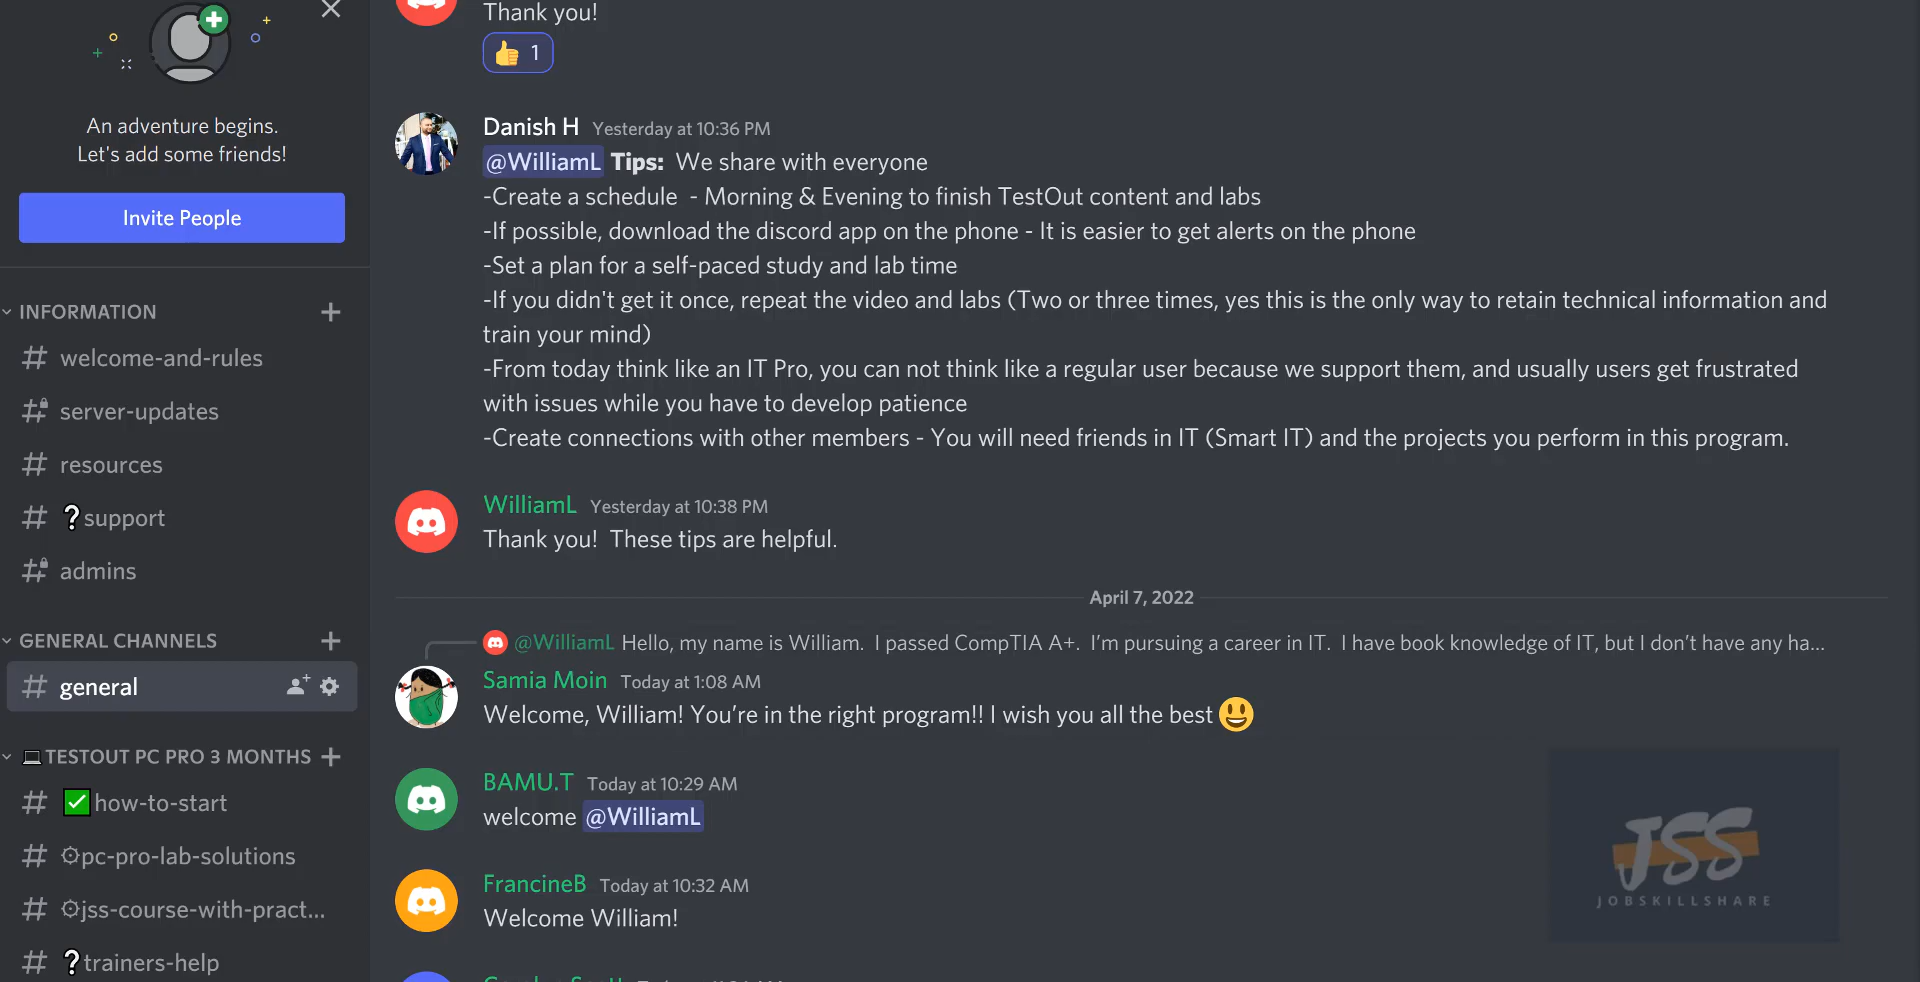 An adventure begins.
Let's add some friends!
Invite People
INFORMATION
welcome-and-rules
server-updates
resources
❓support
admins
GENERAL CHANNELS
general
💻TESTOUT PC PRO 3 MONTHS
✅how-to-start
pc-pro-lab-solutions
jss-course-with-pract...
❓trainers-help
Thank you!
👍 1
Danish H Yesterday at 10:36 PM
@WilliamL Tips: We share with everyone
-Create a schedule - Morning & Evening to finish TestOut content and labs
-If possible, download the discord app on the phone - It is easier to get alerts on the phone
-Set a plan for a self-paced study and lab time
-If you didn't get it once, repeat the video and labs (Two or three times, yes this is the only way to retain technical information and
train your mind)
-From today think like an IT Pro, you can not think like a regular user because we support them, and usually users get frustrated
with issues while you have to develop patience
-Create connections with other members - You will need friends in IT (Smart IT) and the projects you perform in this program.
WilliamL Yesterday at 10:38 PM
Thank you! These tips are helpful.
April 7, 2022
@WilliamL Hello, my name is William. I passed CompTIA A+. I'm pursuing a career in IT. I have book knowledge of IT, but I don't have any ha...
Samia Moin Today at 1:08 AM
Welcome, William! You're in the right program!! I wish you all the best 😃
BAMU.T Today at 10:29 AM
welcome @WilliamL
FrancineB Today at 10:32 AM
Welcome William!
JSS
JOBSKILLSHARE